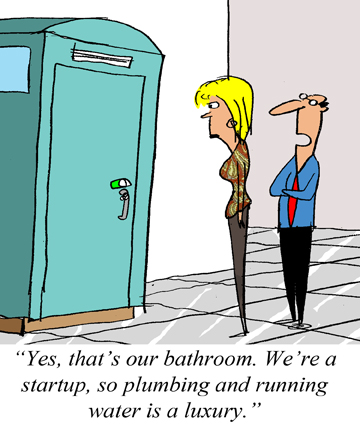 “Yes, that’s our bathroom. We’re a
startup, so plumbing and running
water is a luxury.”